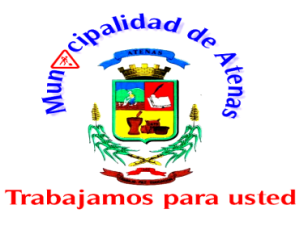 Municipalidad de Atenas
ATENAS
Trabajamos para usted